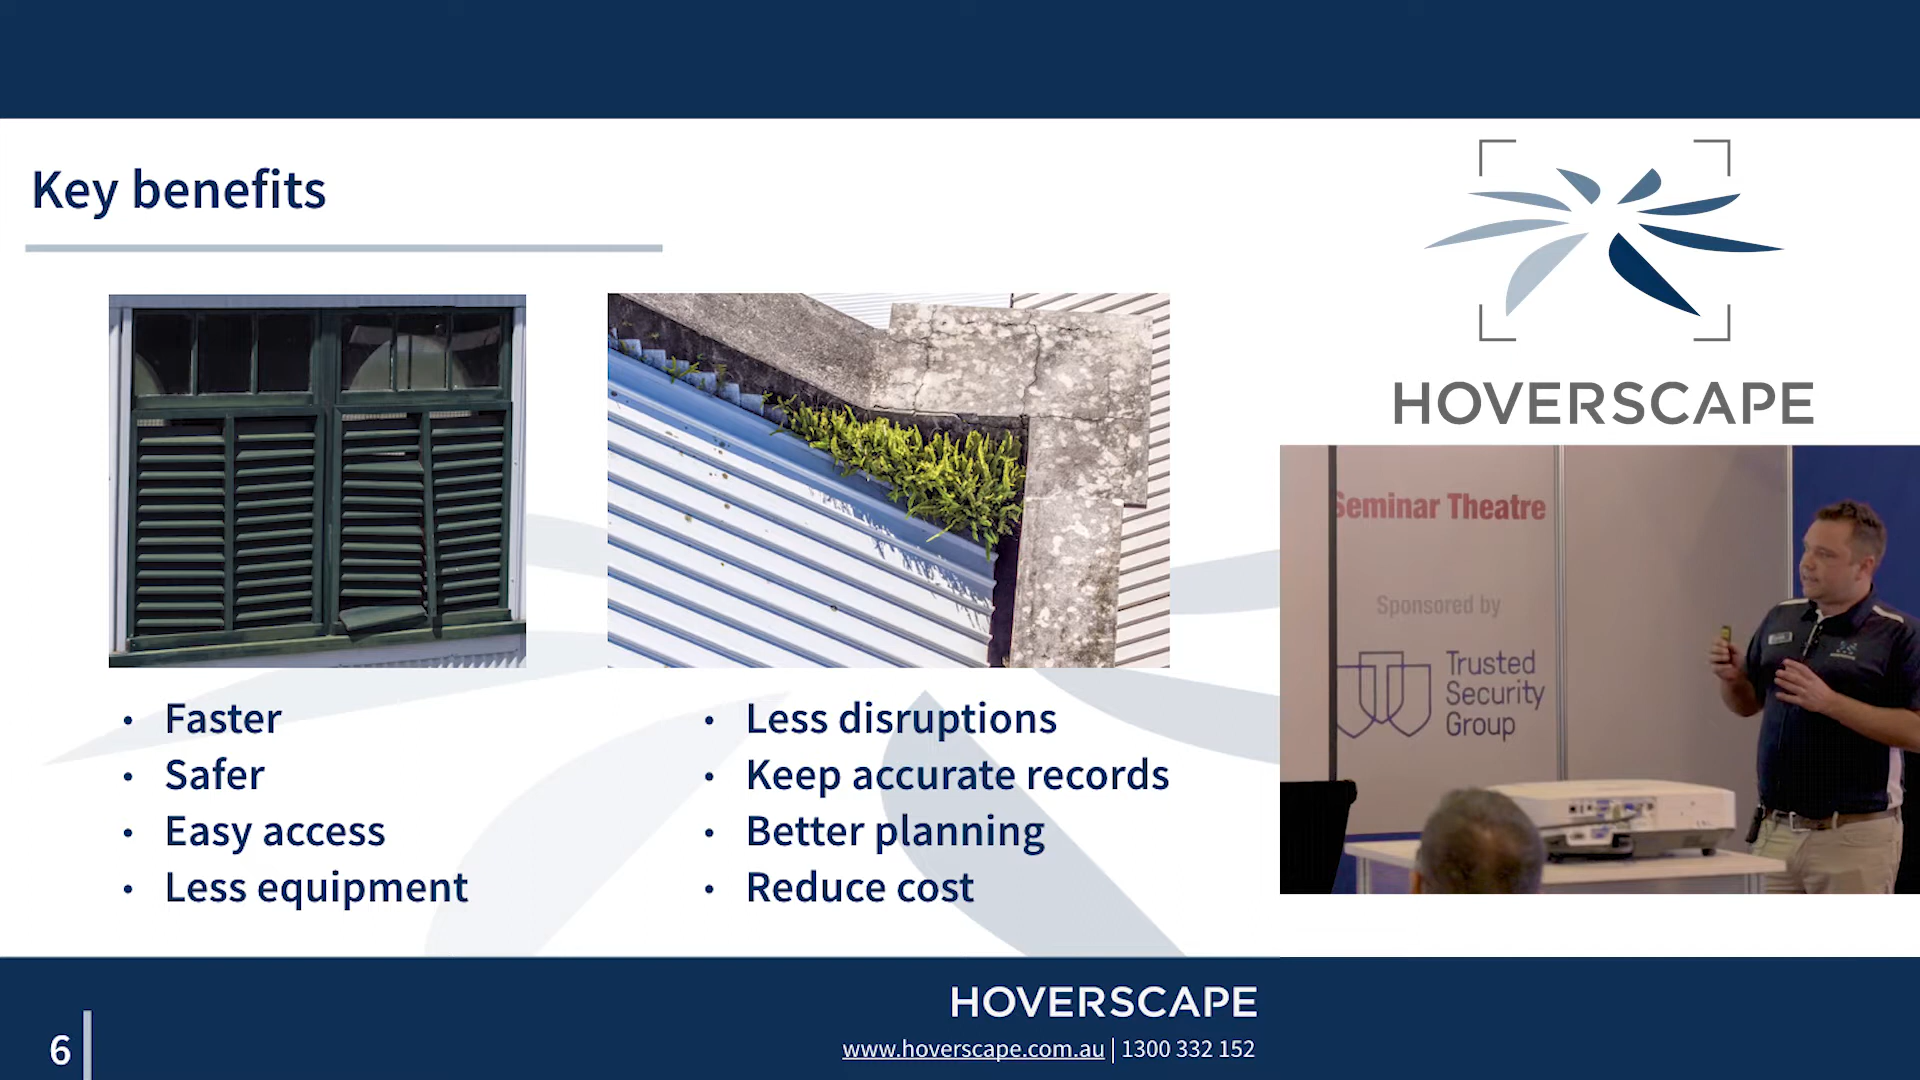 Key benefits
HOVERSCAPE
Seminar Theatre
Sponsored by
Trusted
Security
Group
• Faster
• Safer
• Easy access
• Less equipment
• Less disruptions
• Keep accurate records
• Better planning
• Reduce cost
6
HOVERSCAPE
www.hoverscape.com.au | 1300 332 152